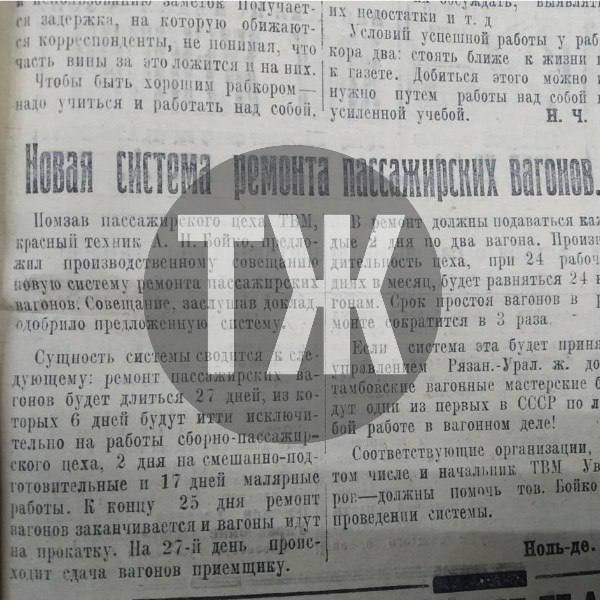 и использованию заметок Получает-
ся задержка, на которую обижают-
ся корреспонденты, не понимая, что
часть вины за это ложится и на них.
Чтобы быть хорошим рабкором—
надо учиться и работать над собой,
их недостатки и т. д
Условий успешной работы у раб
кора два: стоять ближе к жизни
к газете. Добиться этого можно
нужно путем работы над собой
усиленной учебой.
Н. Ч.
Новая система ремонта пассажирских вагонов.
Помзав пассажирского цеха ТВМ,
красный техник А. Н. Бойко, предло-
жил производственному совещанию
новую систему ремонта пассажирских
вагонов. Совещание, заслушав доклад
одобрило предложенную систему.
Сущность системы сводится к сле-
дующему: ремонт пассажирских ва-
гонов будет длиться 27 дней, из ко-
торых 6 дней будут итти исключи-
тельно на работы сборно-пассажир-
ского цеха, 2 дня на смешанно-под-
готовительные и 17 дней малярные
работы. К концу 25 дня ремонт
вагонов заканчивается и вагоны идут
на прокатку. На 27-й день проис-
ходит сдача вагонов приемщику.
В ремонт должны подаваться каж
дые 2 дня по два вагона. Произв
дительность цеха, при 24 рабоч
днях в месяц, будет равняться 24
гонам. Срок простоя вагонов в р
монте сократится в 3 раза.
Если система эта будет приня
управлением Рязан.-Урал. ж. до
тамбовские вагонные мастерские б
дут одни из первых в СССР по
бой работе в вагонном деле!
Соответствующие организации,
том числе и начальник ТВМ Ув
ров—должны помочь тов. Бойко
проведении системы.
Ноль-де.
ТЖ